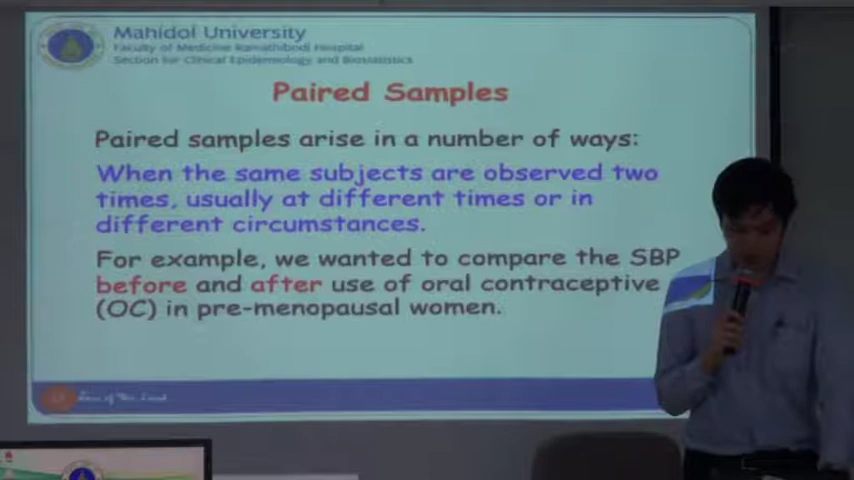 Mahidol University
Faculty of Medicine Ramathibodi Hospital
Section for Clinical Epidemiology and Biostatistics
Paired Samples
Paired samples arise in a number of ways:
When the same subjects are observed two
times, usually at different times or in
different circumstances.
For example, we wanted to compare the SBP
before and after use of oral contraceptive
(OC) in pre-menopausal women.
of the Land